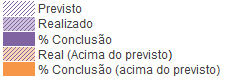 Previsto
Realizado
% Conclusão
Real (Acima do previsto)
% Conclusão (acima do previsto)